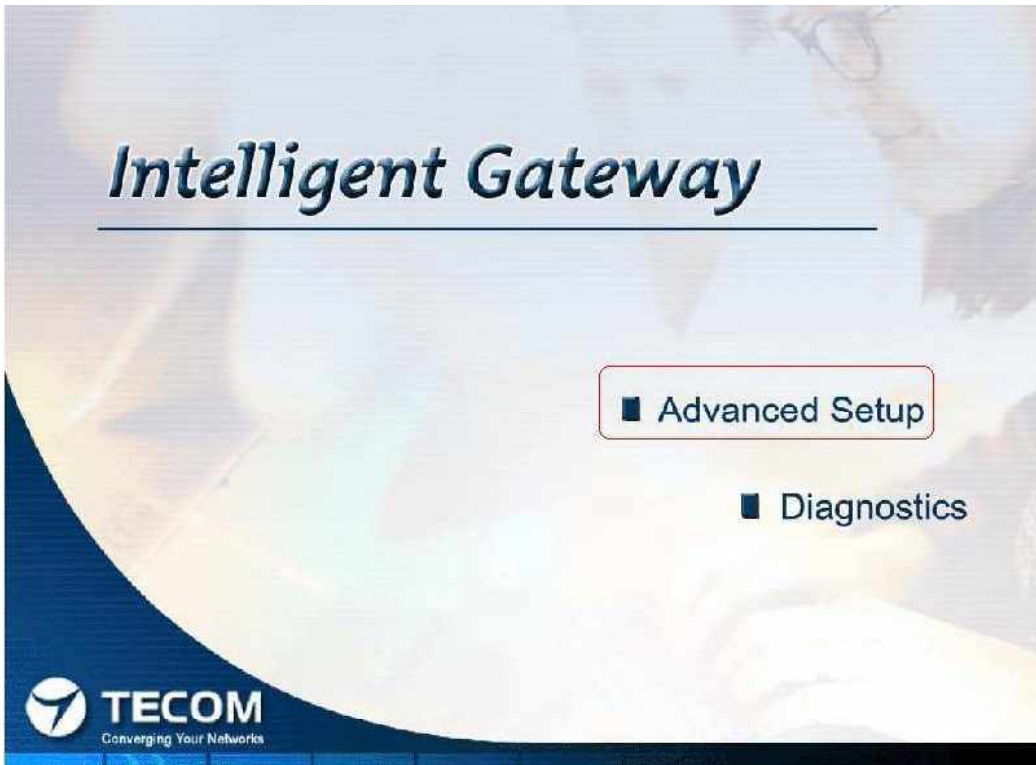 Intelligent Gateway
Advanced Setup
Diagnostics
TECOM
Converging Your Networks